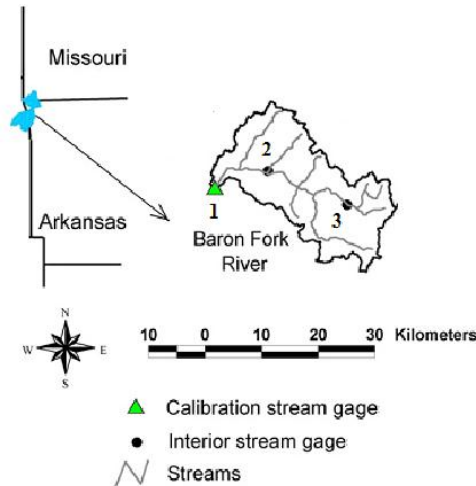 Missouri
Arkansas
2
3
1
Baron Fork
River
N
W E
S
10 0 10 20 30 Kilometers
Calibration stream gage
Interior stream gage
Streams